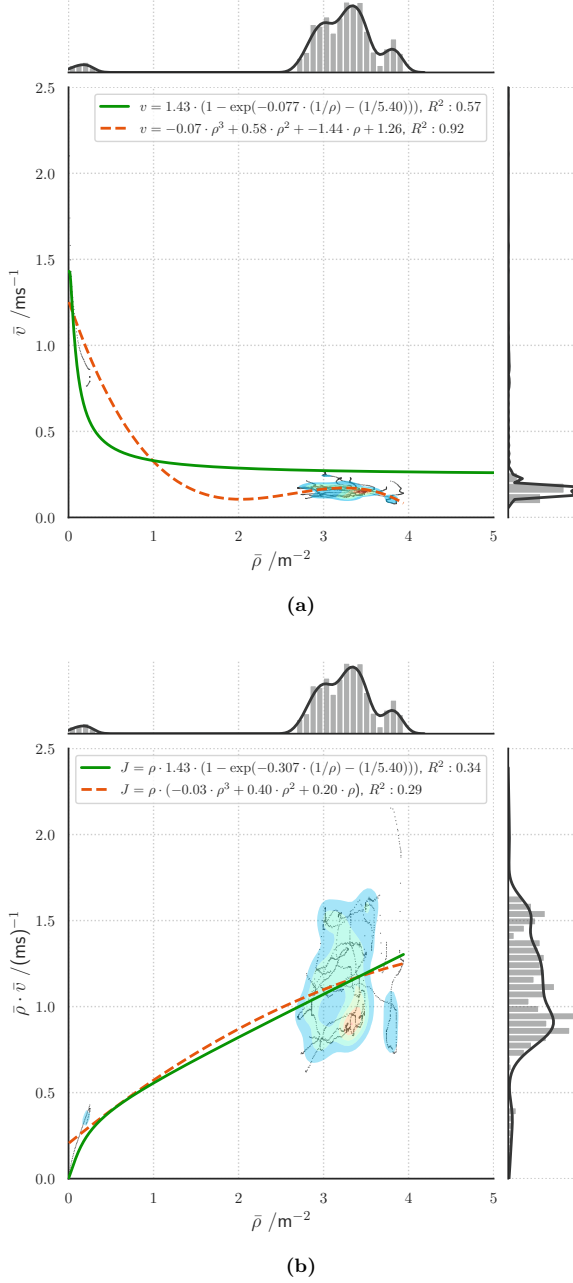 2.5
2.0
1.5
1.0
0.5
0.0
v̄ /ms⁻¹
v = 1.43 · (1 − exp(−0.077 · (1/ρ) − (1/5.40))), R² : 0.57
v = −0.07 · ρ³ + 0.58 · ρ² + −1.44 · ρ + 1.26, R² : 0.92
0 1 2 3 4 5
ρ̄ /m⁻²
(a)
2.5
2.0
1.5
1.0
0.5
0.0
ρ̄ · v̄ /(ms)⁻¹
J = ρ · 1.43 · (1 − exp(−0.307 · (1/ρ) − (1/5.40))), R² : 0.34
J = ρ · (−0.03 · ρ³ + 0.40 · ρ² + 0.20 · ρ), R² : 0.29
0 1 2 3 4 5
ρ̄ /m⁻²
(b)